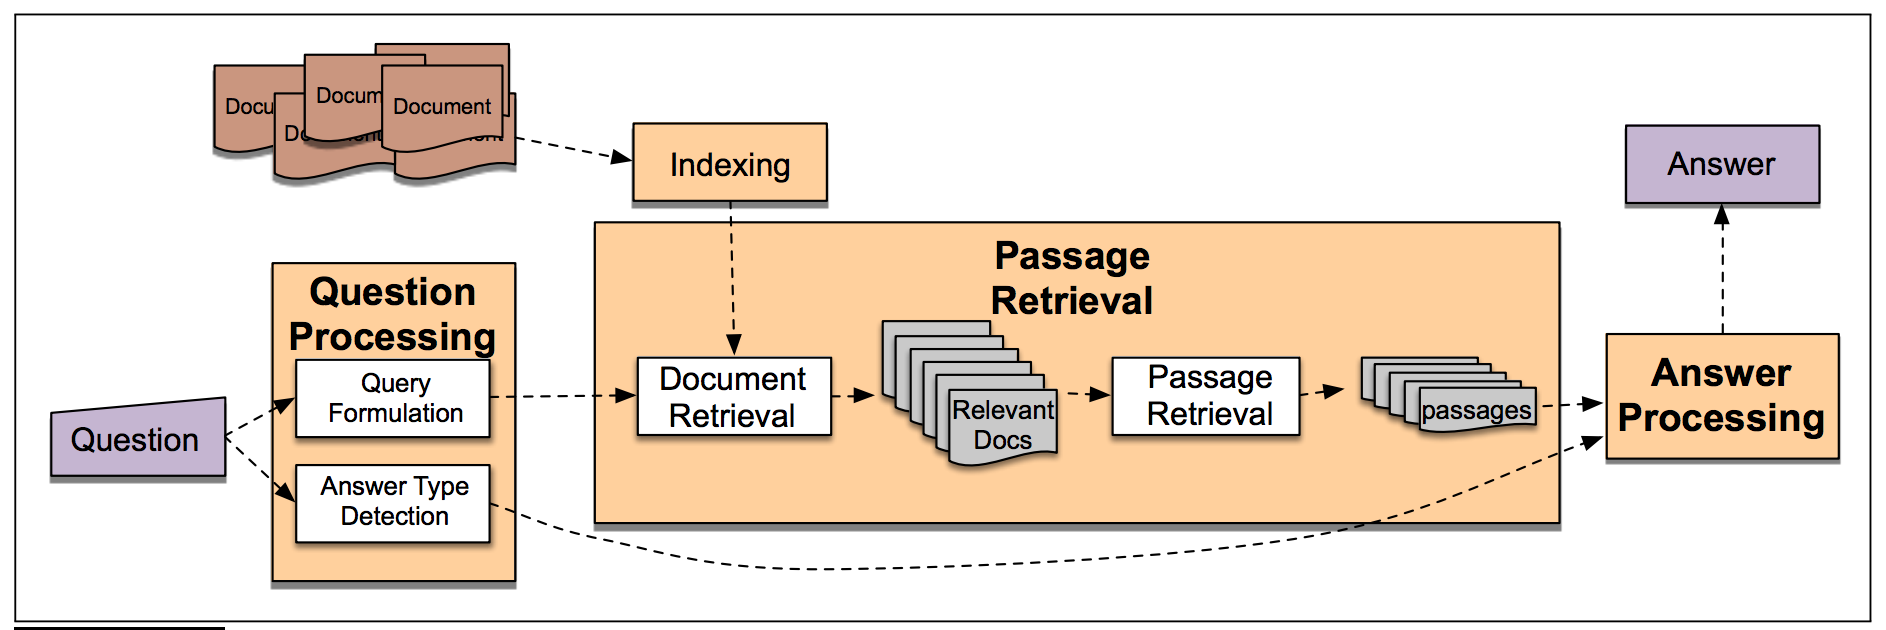 Docu
Docum
Document
Indexing
Answer
Passage
Retrieval
Question
Processing
Query
Formulation
Document
Retrieval
Relevant
Docs
Passage
Retrieval
passages
Answer
Processing
Question
Answer Type
Detection